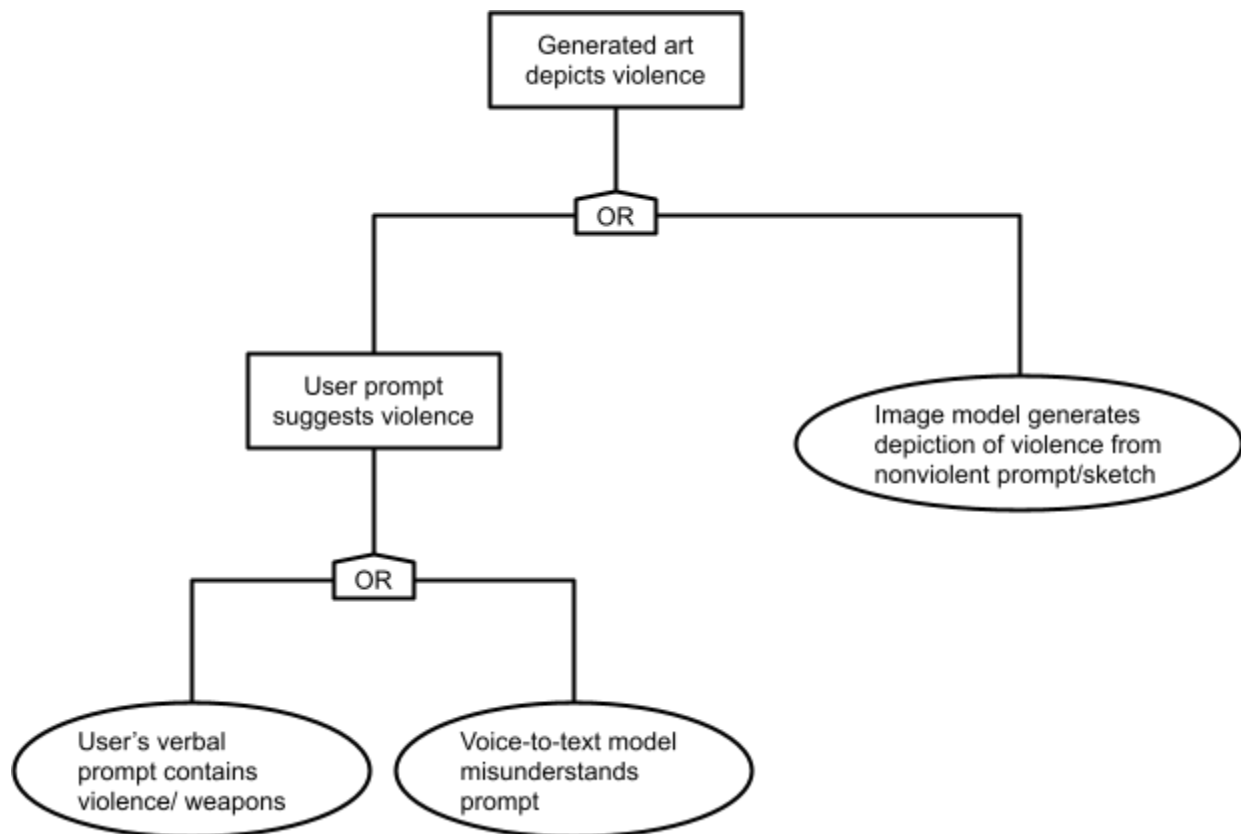 Generated art
depicts violence
OR
User prompt
suggests violence
Image model generates
depiction of violence from
nonviolent prompt/sketch
OR
User’s verbal
prompt contains
violence/ weapons
Voice-to-text model
misunderstands
prompt